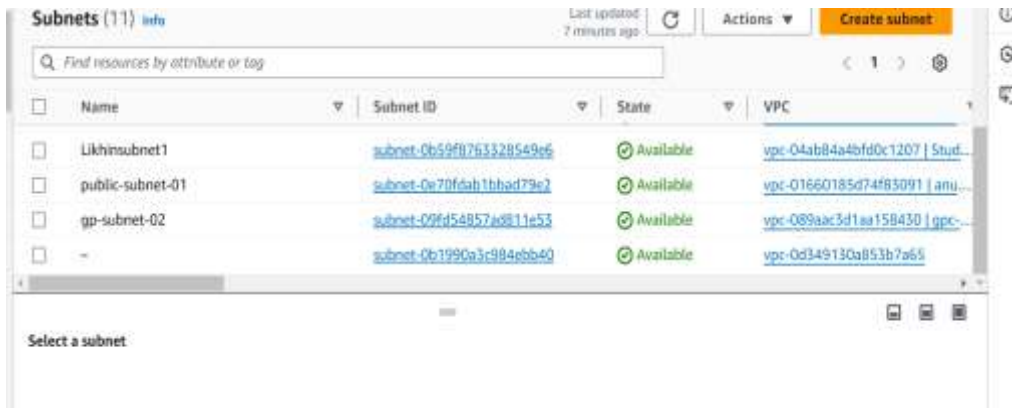 Subnets (11) Info
Last updated
7 minutes ago
Actions
Create subnet
Find resources by attribute or tag
1
Name Subnet ID State VPC
Likhinsubnet1 subnet-0b59f8763328549e6 Available vpc-04ab84a4bfd0c1207 | Stud...
public-subnet-01 subnet-0e70fdab1bbad79e2 Available vpc-01660185d74f83091 | anu...
gp-subnet-02 subnet-09fd54857ad811e53 Available vpc-089aac3d1aa158430 | gpc-...
– subnet-0b1990a3c984ebb40 Available vpc-0d349130a853b7a65
Select a subnet